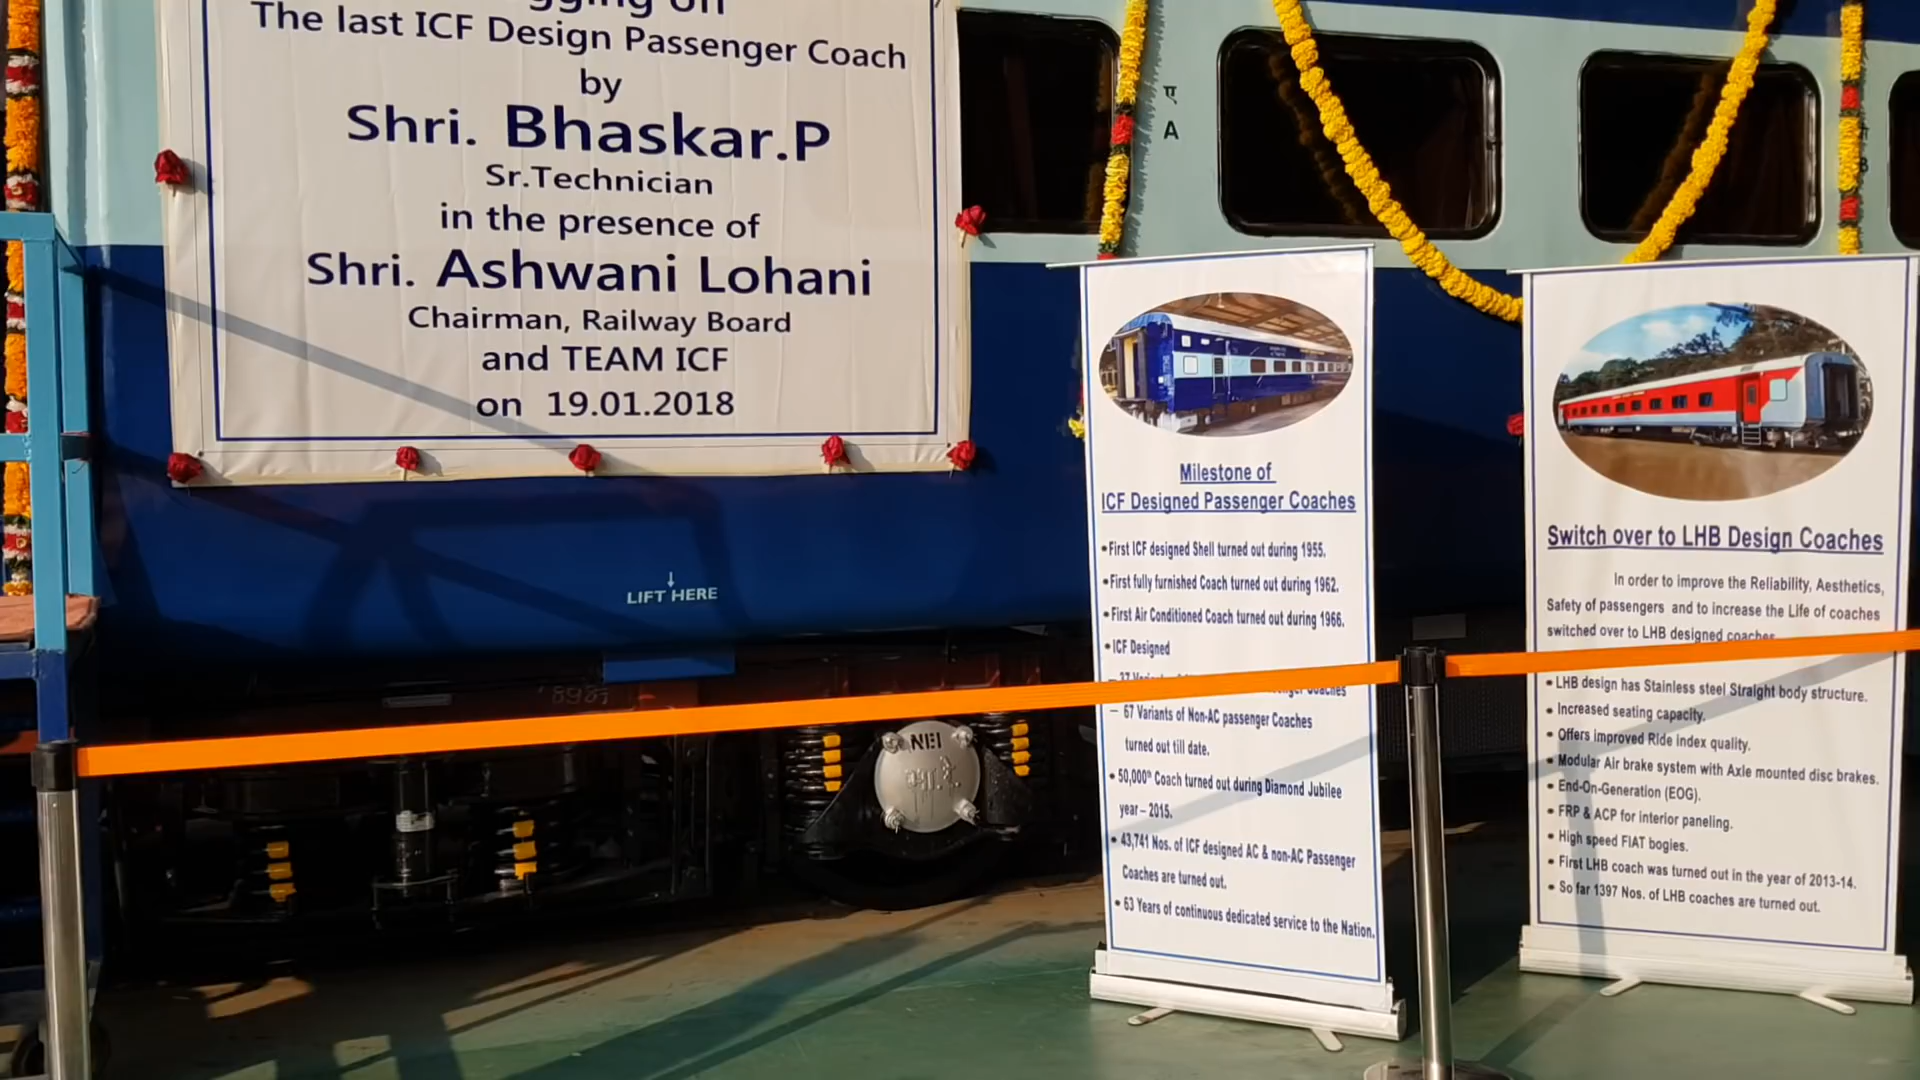 The last ICF Design Passenger Coach
by
Shri. Bhaskar.P
Sr.Technician
in the presence of
Shri. Ashwani Lohani
Chairman, Railway Board
and TEAM ICF
on 19.01.2018
ए
A
B
LIFT HERE
NEI
Milestone of
ICF Designed Passenger Coaches
• First ICF designed Shell turned out during 1955.
• First fully furnished Coach turned out during 1962.
• First Air Conditioned Coach turned out during 1966.
• ICF Designed
– 67 Variants of Non-AC passenger Coaches
turned out till date.
• 50,000th Coach turned out during Diamond Jubilee
year – 2015.
• 43,741 Nos. of ICF designed AC & non-AC Passenger
Coaches are turned out.
• 63 Years of continuous dedicated service to the Nation.
Switch over to LHB Design Coaches
In order to improve the Reliability, Aesthetics,
Safety of passengers and to increase the Life of coaches
switched over to LHB designed coaches
• LHB design has Stainless steel Straight body structure.
• Increased seating capacity.
• Offers improved Ride index quality.
• Modular Air brake system with Axle mounted disc brakes.
• End-On-Generation (EOG).
• FRP & ACP for interior paneling.
• High speed FIAT bogies.
• First LHB coach was turned out in the year of 2013-14.
• So far 1397 Nos. of LHB coaches are turned out.